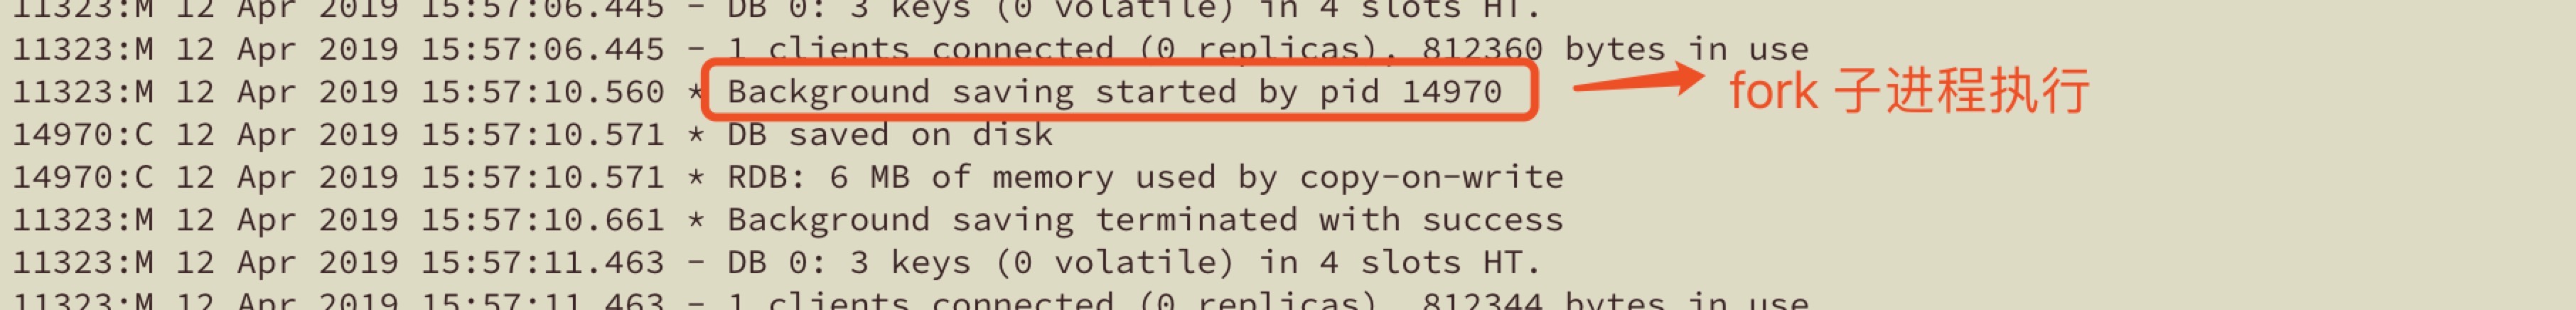 11323:M 12 Apr 2019 15:57:06.445 - DB 0: 3 keys (0 volatile) in 4 slots HT.
11323:M 12 Apr 2019 15:57:06.445 - 1 clients connected (0 replicas), 812360 bytes in use
11323:M 12 Apr 2019 15:57:10.560 * Background saving started by pid 14970
fork 子进程执行
14970:C 12 Apr 2019 15:57:10.571 * DB saved on disk
14970:C 12 Apr 2019 15:57:10.571 * RDB: 6 MB of memory used by copy-on-write
11323:M 12 Apr 2019 15:57:10.661 * Background saving terminated with success
11323:M 12 Apr 2019 15:57:11.463 - DB 0: 3 keys (0 volatile) in 4 slots HT.
11323:M 12 Apr 2019 15:57:11.463 - 1 clients connected (0 replicas), 812344 bytes in use